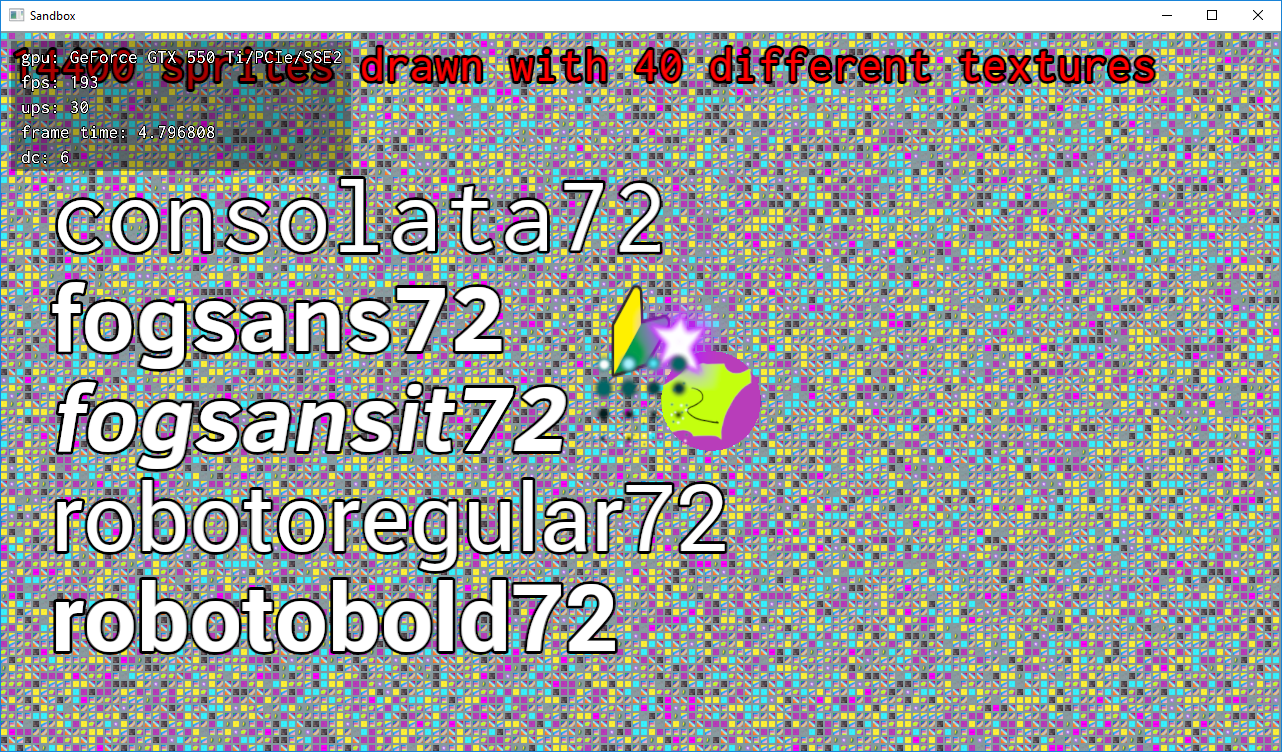 Sandbox
sprites drawn with 40 different textures
gpu: GeForce GTX 550 Ti/PCIe/SSE2
fps: 193
ups: 30
frame time: 4.796808
dc: 6
consolata72
fogsans72
fogsansit72
robotoregular72
robotobold72